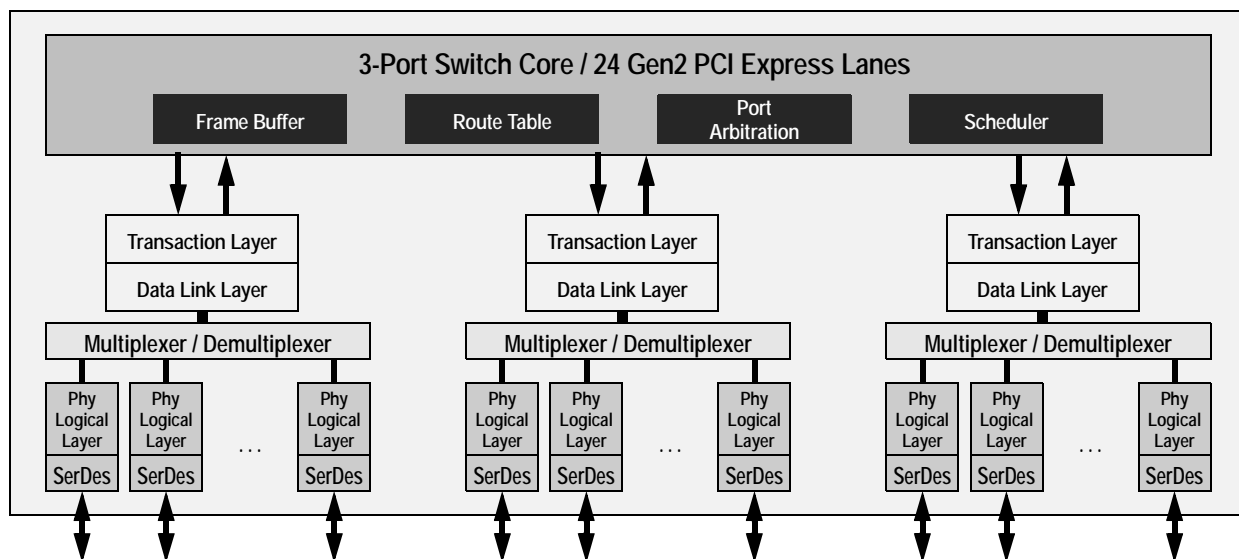 3-Port Switch Core / 24 Gen2 PCI Express Lanes
Frame Buffer
Route Table
Port
Arbitration
Scheduler
Transaction Layer
Data Link Layer
Multiplexer / Demultiplexer
Phy
Logical
Layer
SerDes
Phy
Logical
Layer
SerDes
...
Phy
Logical
Layer
SerDes
Transaction Layer
Data Link Layer
Multiplexer / Demultiplexer
Phy
Logical
Layer
SerDes
Phy
Logical
Layer
SerDes
...
Phy
Logical
Layer
SerDes
Transaction Layer
Data Link Layer
Multiplexer / Demultiplexer
Phy
Logical
Layer
SerDes
Phy
Logical
Layer
SerDes
...
Phy
Logical
Layer
SerDes